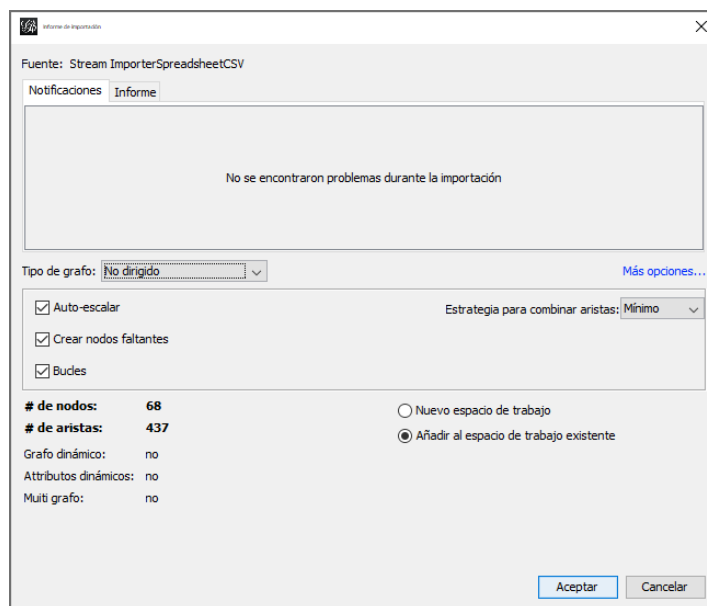 Informe de importación
Fuente: Stream ImporterSpreadsheetCSV
Notificaciones Informe
No se encontraron problemas durante la importación
Tipo de grafo: No dirigido Más opciones...
Auto-escalar Estrategia para combinar aristas: Mínimo
Crear nodos faltantes
Bucles
# de nodos: 68 Nuevo espacio de trabajo
# de aristas: 437 Añadir al espacio de trabajo existente
Grafo dinámico: no
Attributos dinámicos: no
Muiti grafo: no
Aceptar Cancelar